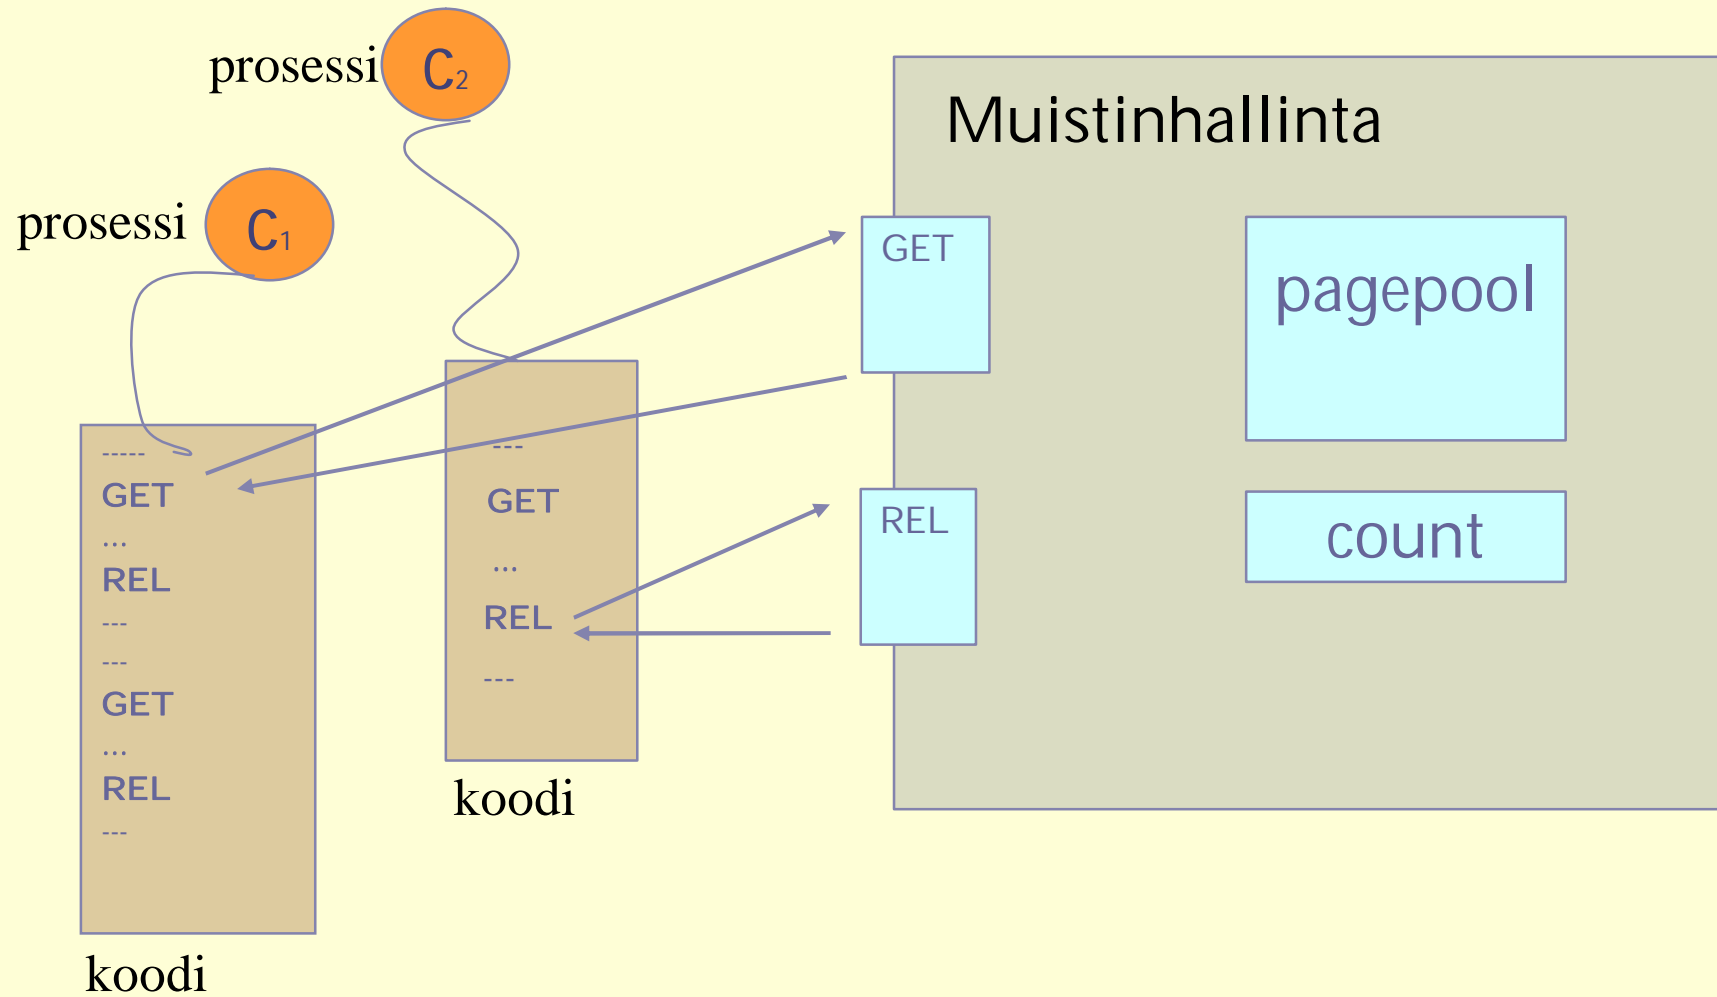 prosessi
C2
prosessi
C1
-----
GET
...
REL
---
---
GET
...
REL
---
koodi
---
GET
...
REL
---
koodi
Muistinhallinta
GET
pagepool
REL
count